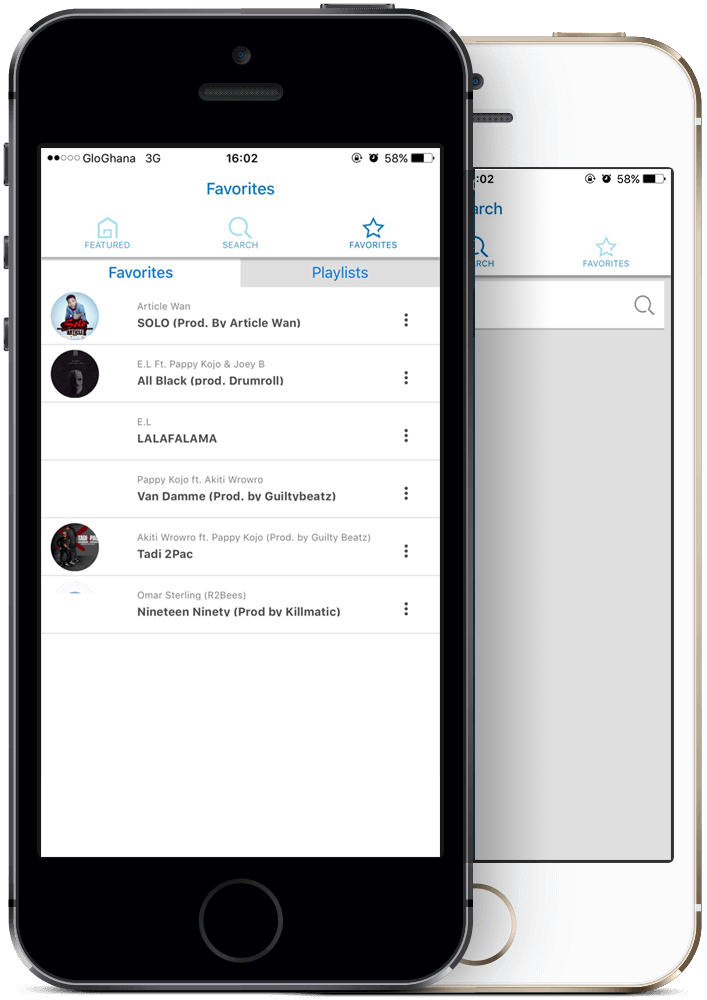 GloGhana 3G 16:02 58%
Favorites
FEATURED SEARCH FAVORITES
Favorites Playlists
Article Wan
SOLO (Prod. By Article Wan)
E.L Ft. Pappy Kojo & Joey B
All Black (prod. Drumroll)
E.L
LALAFALAMA
Pappy Kojo ft. Akiti Wrowro
Van Damme (Prod. by Guiltybeatz)
Akiti Wrowro ft. Pappy Kojo (Prod. by Guilty Beatz)
Tadi 2Pac
Omar Sterling (R2Bees)
Nineteen Ninety (Prod by Killmatic)
:02 58%
arch
RCH FAVORITES